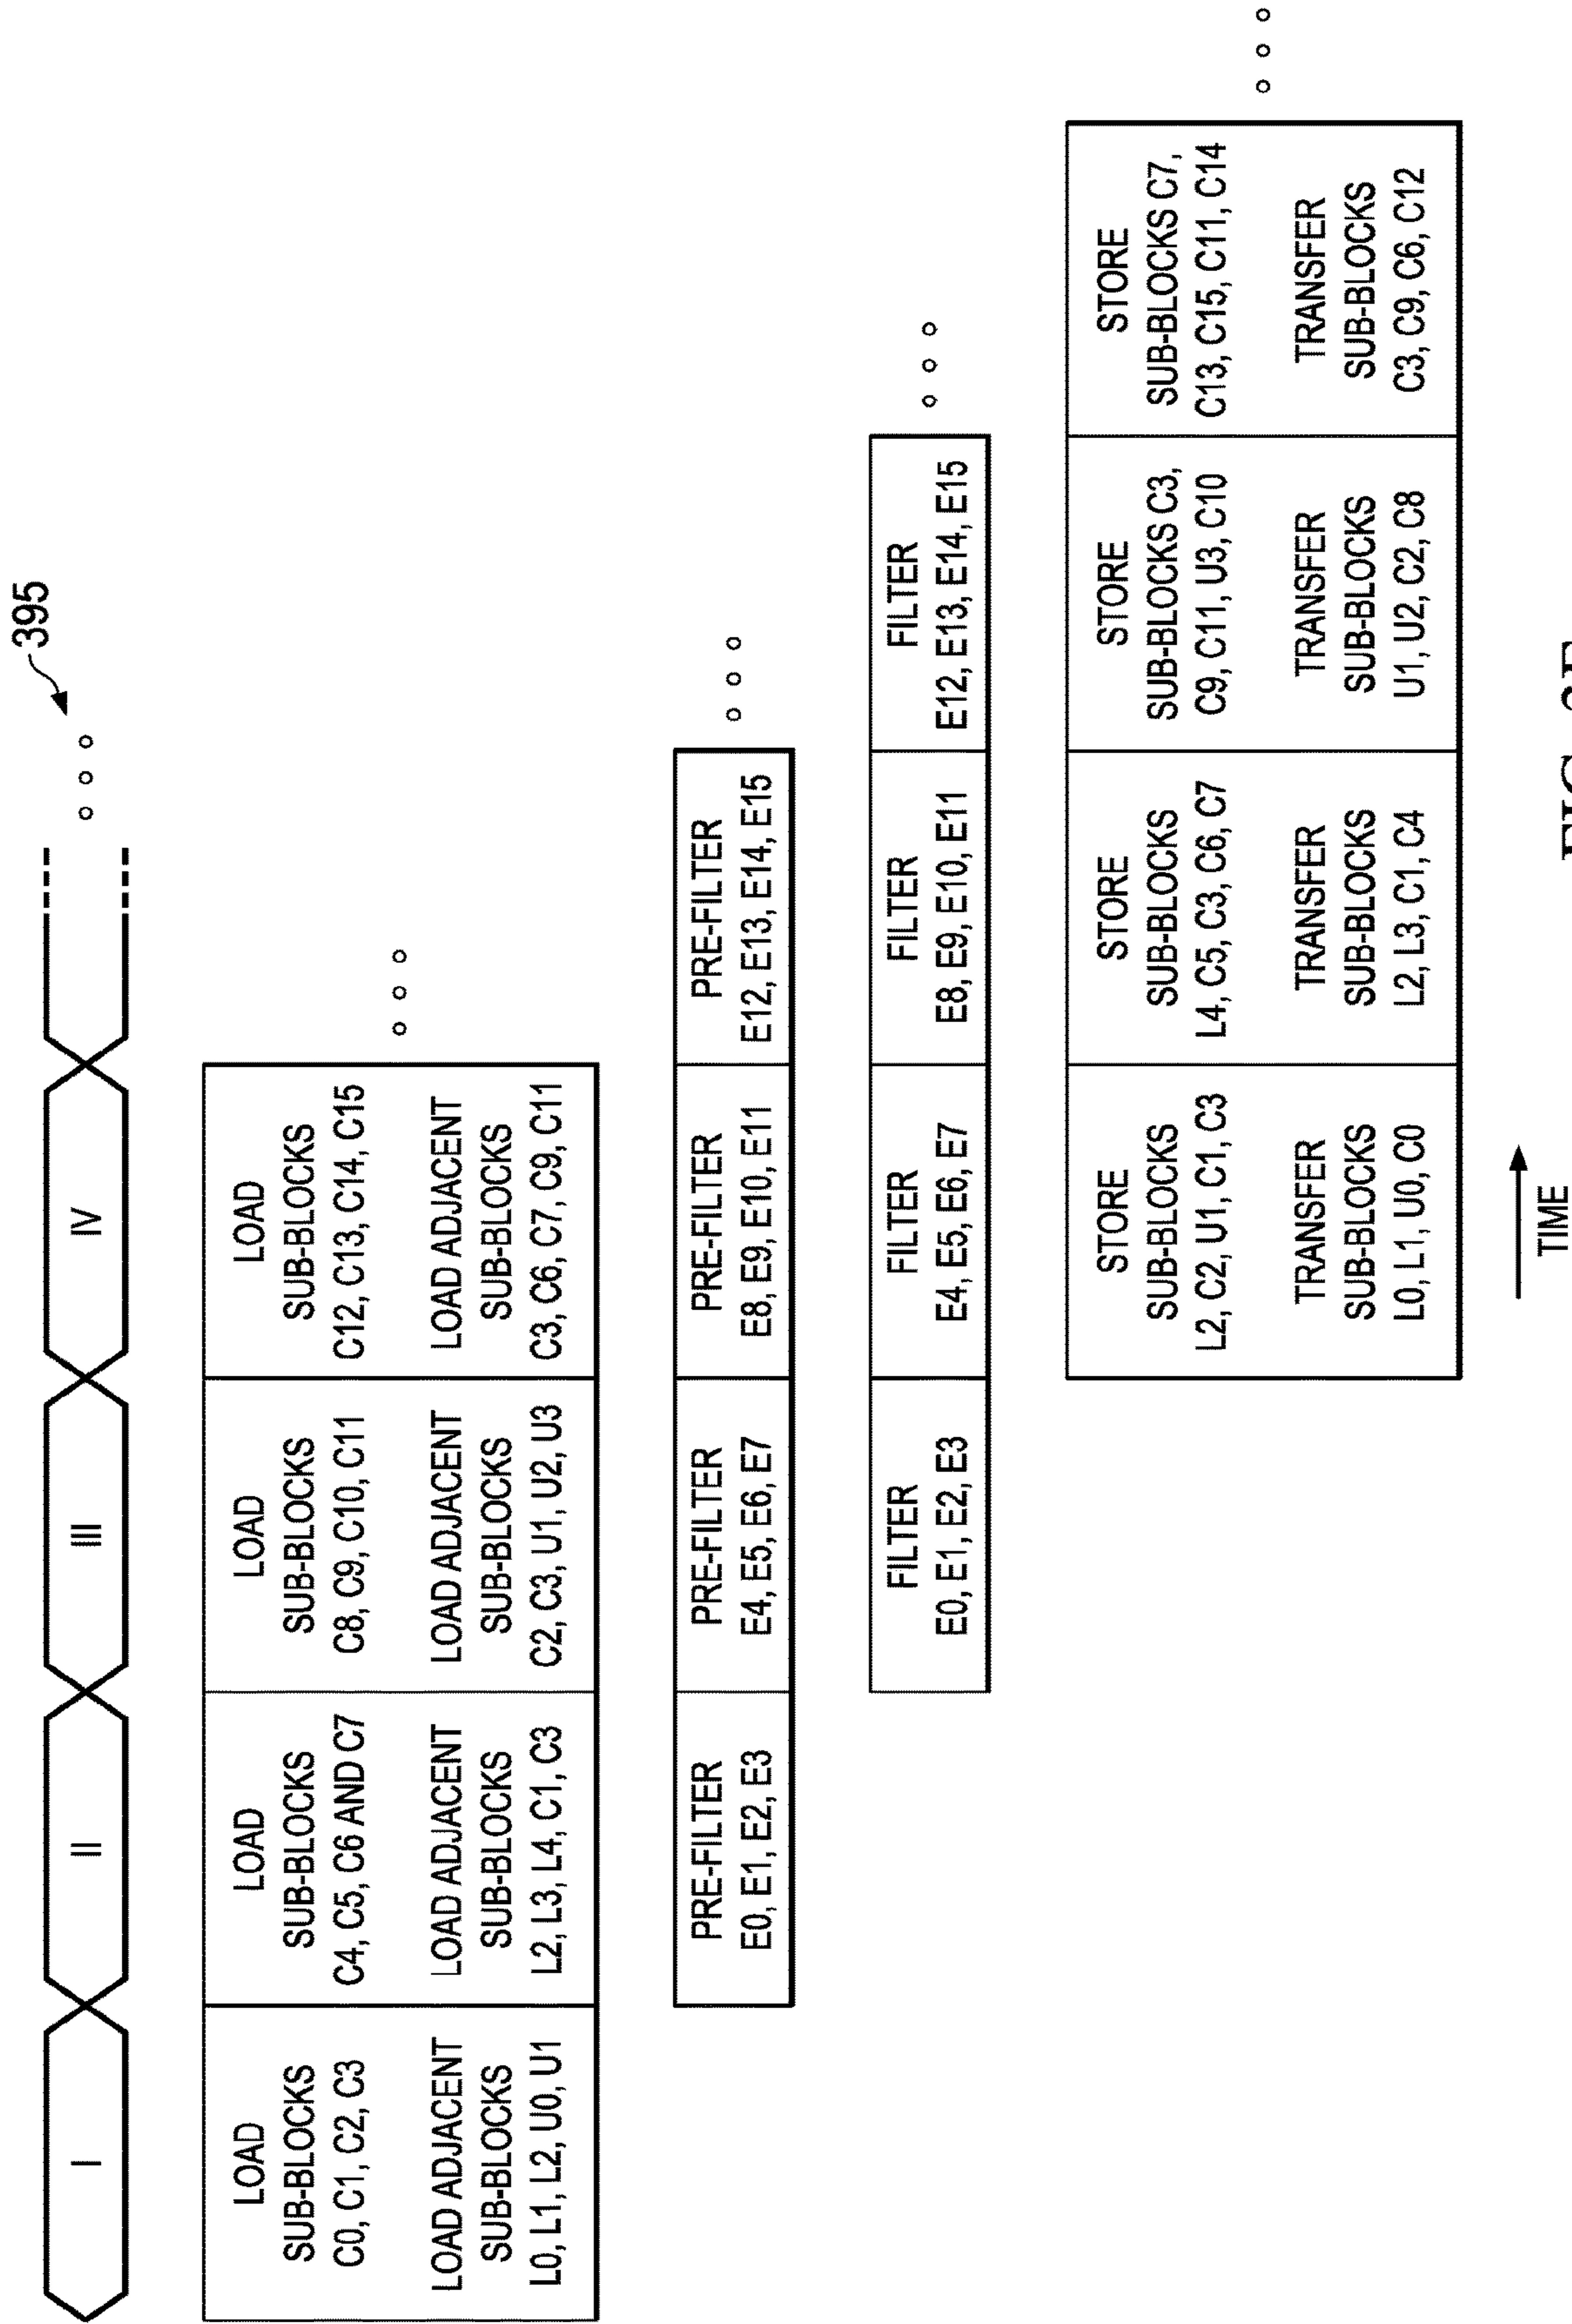 395
I
II
III
IV
LOAD
SUB-BLOCKS
C0, C1, C2, C3
LOAD ADJACENT
SUB-BLOCKS
L0, L1, L2, U0, U1
LOAD
SUB-BLOCKS
C4, C5, C6 AND C7
LOAD ADJACENT
SUB-BLOCKS
L2, L3, L4, C1, C3
LOAD
SUB-BLOCKS
C8, C9, C10, C11
LOAD ADJACENT
SUB-BLOCKS
C2, C3, U1, U2, U3
LOAD
SUB-BLOCKS
C12, C13, C14, C15
LOAD ADJACENT
SUB-BLOCKS
C3, C6, C7, C9, C11
PRE-FILTER
E0, E1, E2, E3
PRE-FILTER
E4, E5, E6, E7
PRE-FILTER
E8, E9, E10, E11
PRE-FILTER
E12, E13, E14, E15
FILTER
E0, E1, E2, E3
FILTER
E4, E5, E6, E7
FILTER
E8, E9, E10, E11
FILTER
E12, E13, E14, E15
STORE
SUB-BLOCKS
L2, C2, U1, C1, C3
TRANSFER
SUB-BLOCKS
L0, L1, U0, C0
STORE
SUB-BLOCKS
L4, C5, C3, C6, C7
TRANSFER
SUB-BLOCKS
L2, L3, C1, C4
STORE
SUB-BLOCKS C3,
C9, C11, U3, C10
TRANSFER
SUB-BLOCKS
U1, U2, C2, C8
STORE
SUB-BLOCKS C7,
C13, C15, C11, C14
TRANSFER
SUB-BLOCKS
C3, C9, C6, C12
TIME